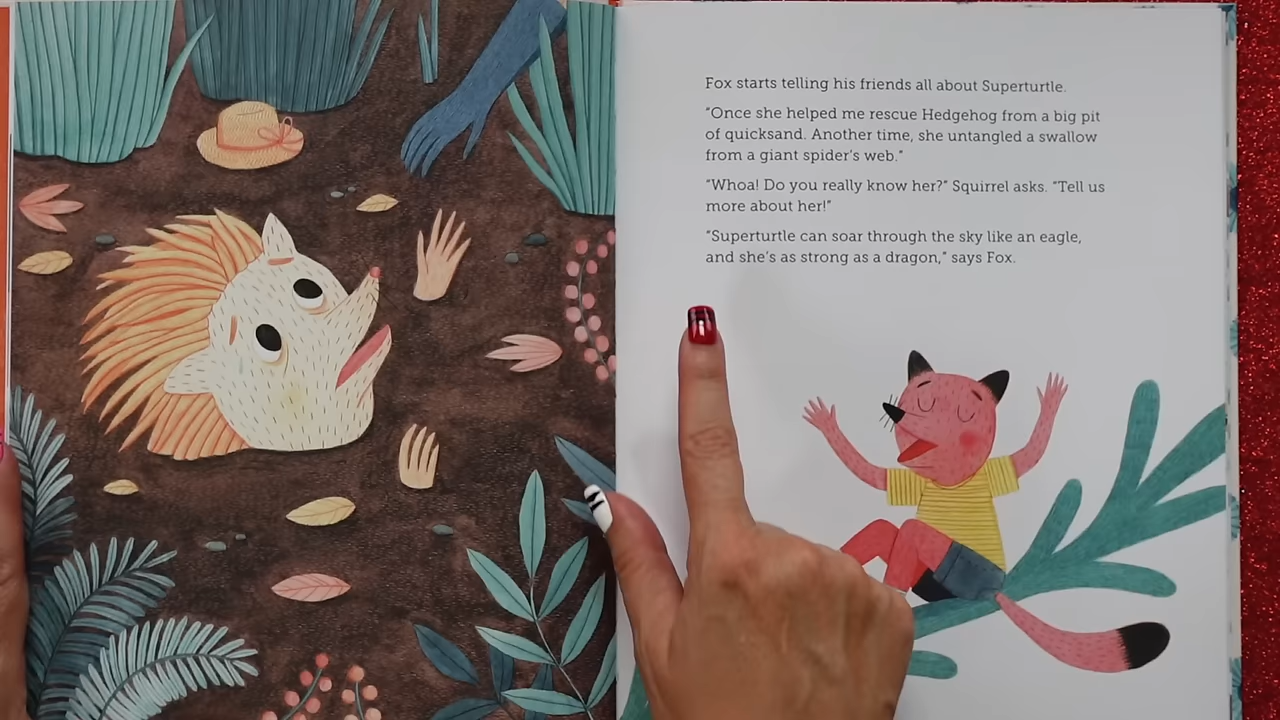 Fox starts telling his friends all about Superturtle.
“Once she helped me rescue Hedgehog from a big pit
of quicksand. Another time, she untangled a swallow
from a giant spider’s web.”
“Whoa! Do you really know her?” Squirrel asks. “Tell us
more about her!”
“Superturtle can soar through the sky like an eagle,
and she’s as strong as a dragon,” says Fox.